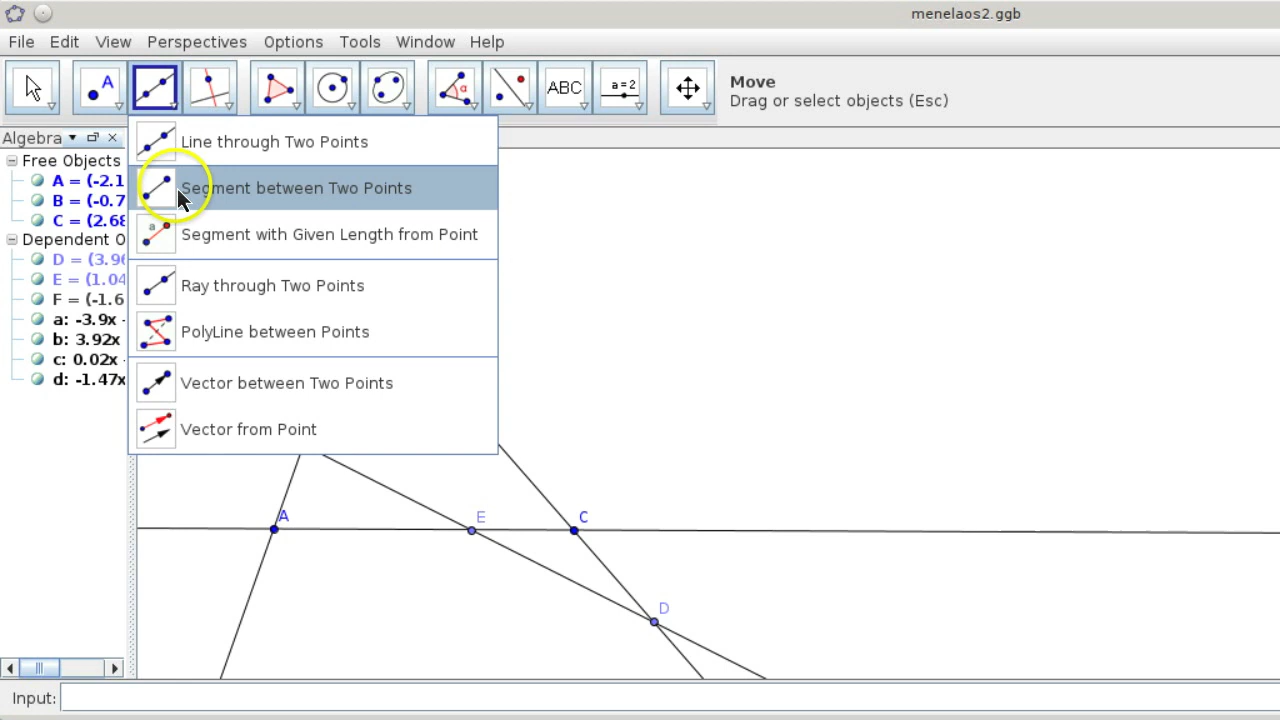 menelaos2.ggb
File Edit View Perspectives Options Tools Window Help
A
α
ABC
a=2
Move
Drag or select objects (Esc)
Algebra
Free Objects
A = (-2.1
B = (-0.7
C = (2.68
Dependent O
D = (3.96
E = (1.04
F = (-1.6
a: -3.9x -
b: 3.92x
c: 0.02x -
d: -1.47x
Line through Two Points
Segment between Two Points
a
Segment with Given Length from Point
Ray through Two Points
PolyLine between Points
Vector between Two Points
Vector from Point
A
E
C
D
Input: